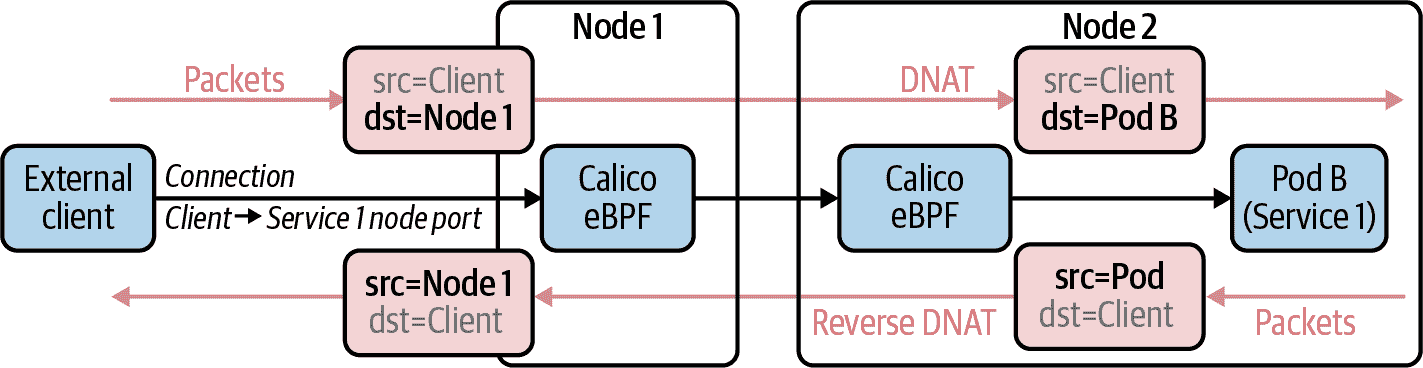 Node 1
Node 2
Packets
src=Client
dst=Node 1
DNAT
src=Client
dst=Pod B
External
client
Connection
Client→Service 1 node port
Calico
eBPF
Calico
eBPF
Pod B
(Service 1)
src=Node 1
dst=Client
Reverse DNAT
src=Pod
dst=Client
Packets